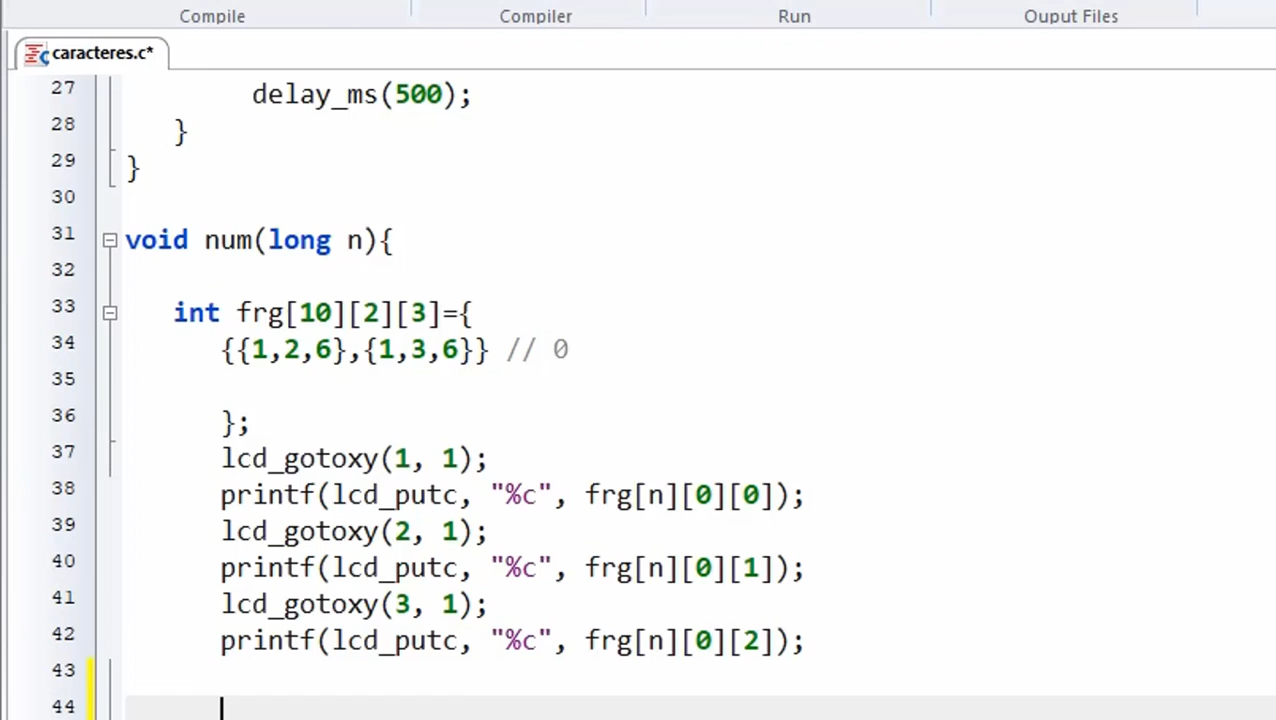 Compile Compiler Run Ouput Files
caracteres.c*
27 delay_ms(500);
28 }
29 }
30
31 void num(long n){
32
33 int frg[10][2][3]={
34 {{1,2,6},{1,3,6}} // 0
35
36 };
37 lcd_gotoxy(1, 1);
38 printf(lcd_putc, "%c", frg[n][0][0]);
39 lcd_gotoxy(2, 1);
40 printf(lcd_putc, "%c", frg[n][0][1]);
41 lcd_gotoxy(3, 1);
42 printf(lcd_putc, "%c", frg[n][0][2]);
43
44